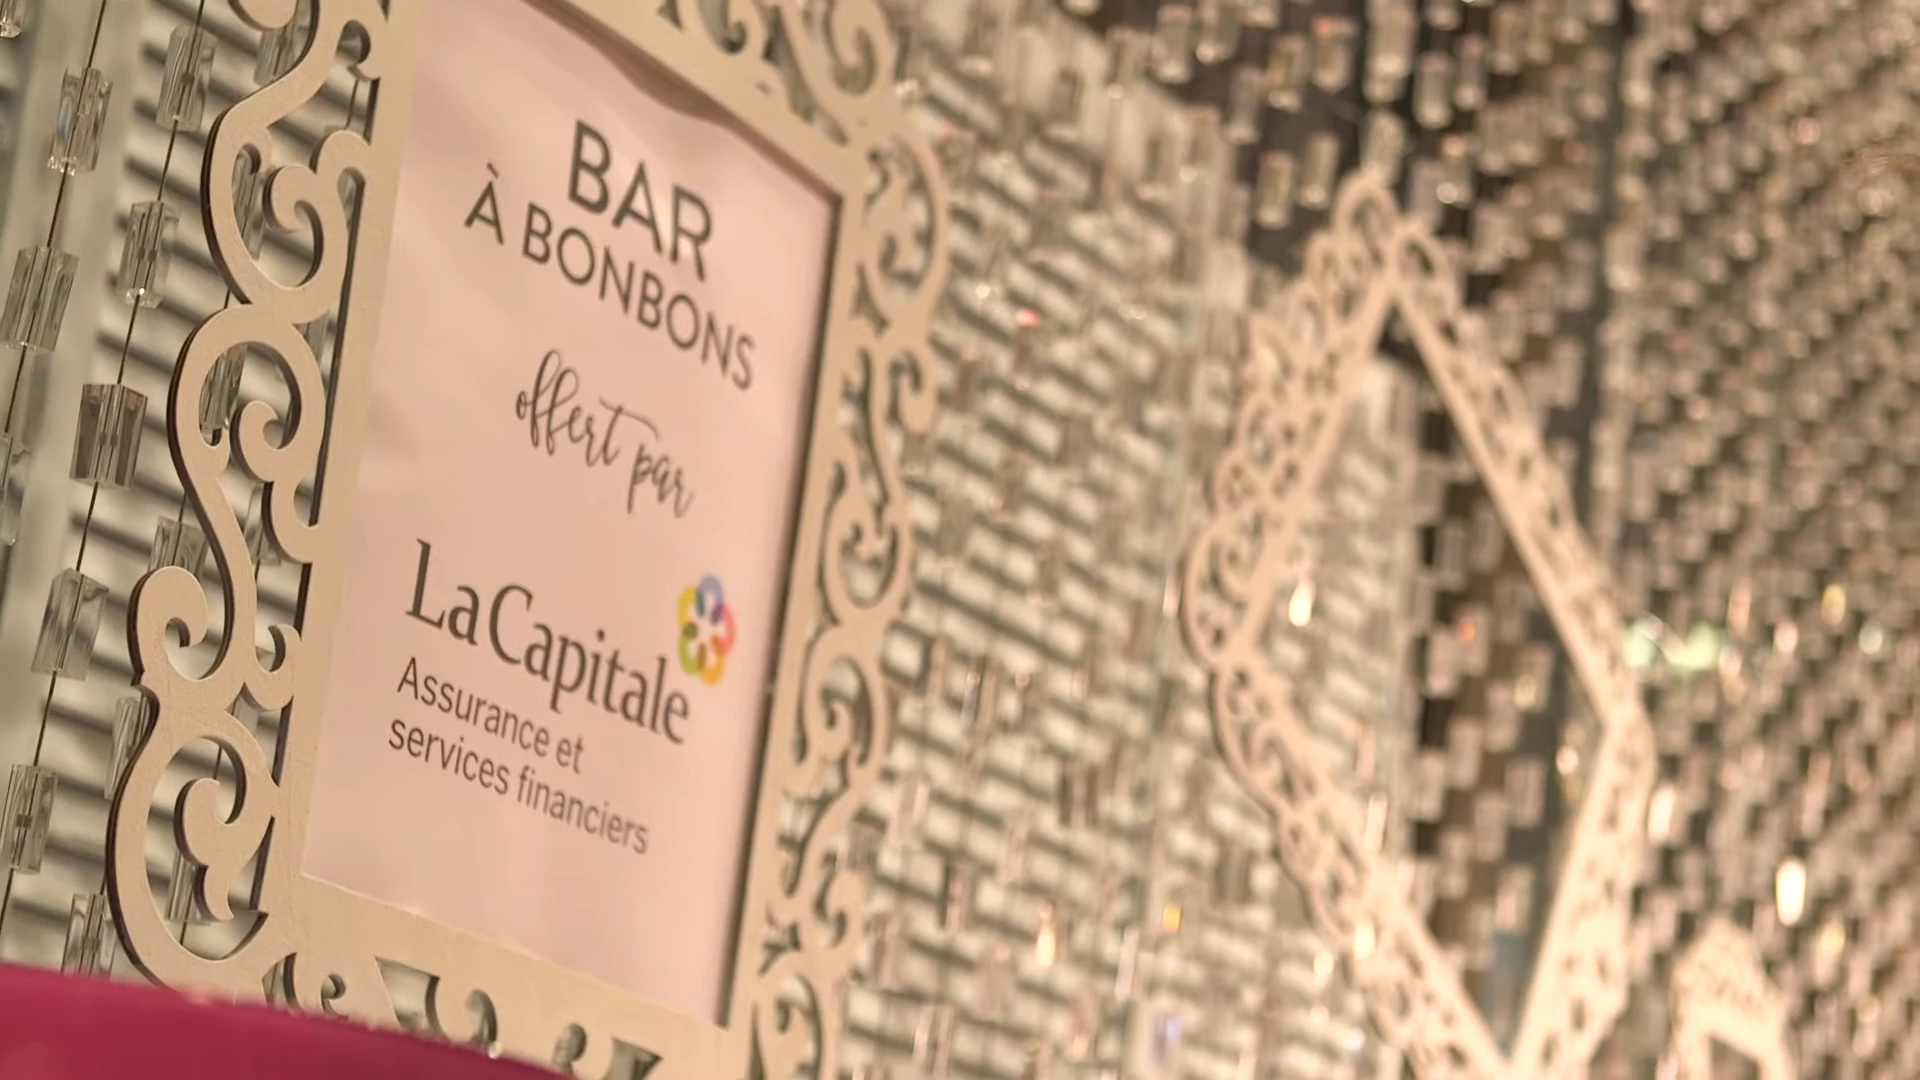 BAR
À BONBONS
offert par
La Capitale
Assurance et
services financiers